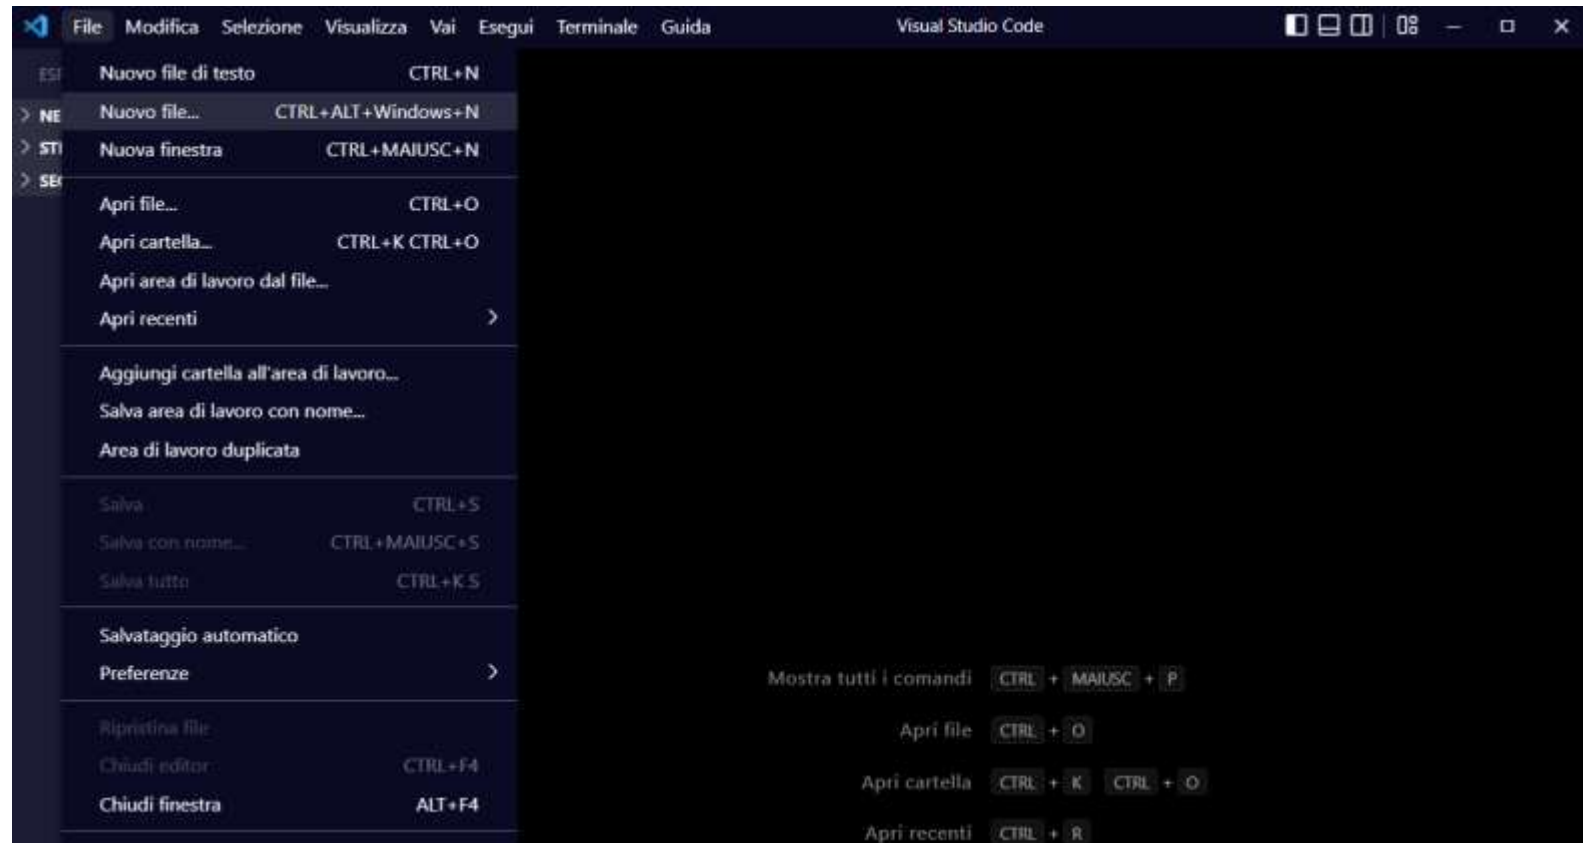 File Modifica Selezione Visualizza Vai Esegui Terminale Guida Visual Studio Code
Nuovo file di testo CTRL+N
Nuovo file... CTRL+ALT+Windows+N
Nuova finestra CTRL+MAIUSC+N
Apri file... CTRL+O
Apri cartella... CTRL+K CTRL+O
Apri area di lavoro dal file...
Apri recenti
Aggiungi cartella all'area di lavoro...
Salva area di lavoro con nome...
Area di lavoro duplicata
Salva CTRL+S
Salva con nome... CTRL+MAIUSC+S
Salva tutto CTRL+K S
Salvataggio automatico
Preferenze
Ripristina file
Chiudi editor CTRL+F4
Chiudi finestra ALT+F4
NE
STI
Mostra tutti i comandi CTRL + MAIUSC + P
Apri file CTRL + O
Apri cartella CTRL + K CTRL + O
Apri recenti CTRL + R